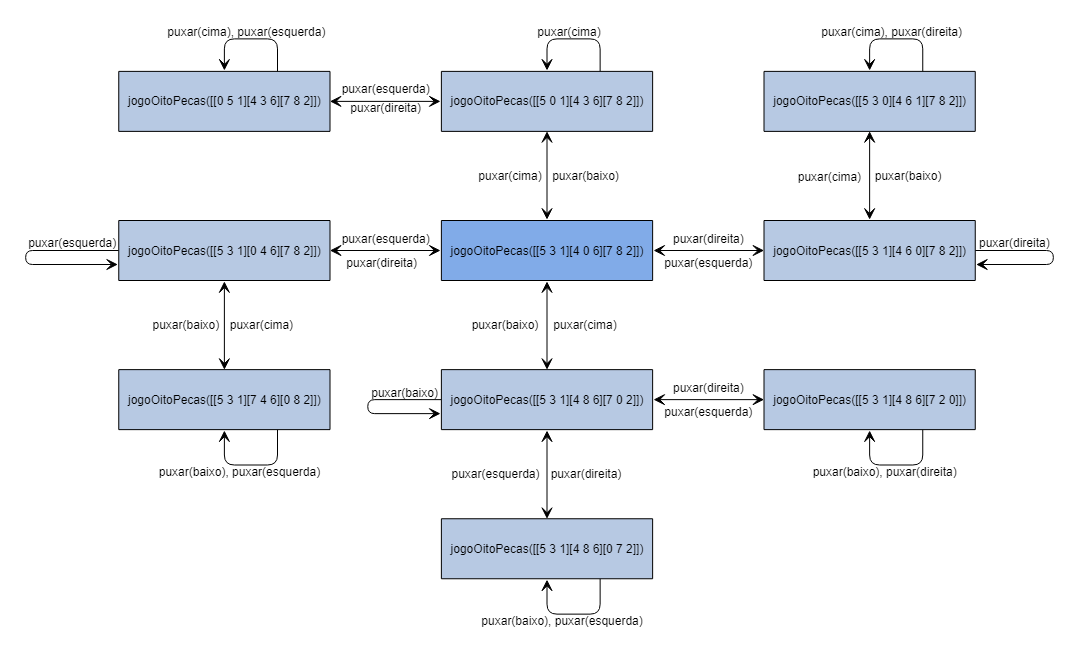 puxar(cima), puxar(esquerda)
puxar(cima)
puxar(cima), puxar(direita)
jogoOitoPecas([[0 5 1][4 3 6][7 8 2]])
puxar(esquerda)
puxar(direita)
jogoOitoPecas([[5 0 1][4 3 6][7 8 2]])
jogoOitoPecas([[5 3 0][4 6 1][7 8 2]])
puxar(cima)
puxar(baixo)
puxar(cima)
puxar(baixo)
puxar(esquerda)
jogoOitoPecas([[5 3 1][0 4 6][7 8 2]])
puxar(esquerda)
puxar(direita)
jogoOitoPecas([[5 3 1][4 0 6][7 8 2]])
puxar(direita)
puxar(esquerda)
jogoOitoPecas([[5 3 1][4 6 0][7 8 2]])
puxar(direita)
puxar(baixo)
puxar(cima)
puxar(baixo)
puxar(cima)
jogoOitoPecas([[5 3 1][7 4 6][0 8 2]])
puxar(baixo)
jogoOitoPecas([[5 3 1][4 8 6][7 0 2]])
puxar(direita)
puxar(esquerda)
jogoOitoPecas([[5 3 1][4 8 6][7 2 0]])
puxar(baixo), puxar(esquerda)
puxar(esquerda)
puxar(direita)
puxar(baixo), puxar(direita)
jogoOitoPecas([[5 3 1][4 8 6][0 7 2]])
puxar(baixo), puxar(esquerda)